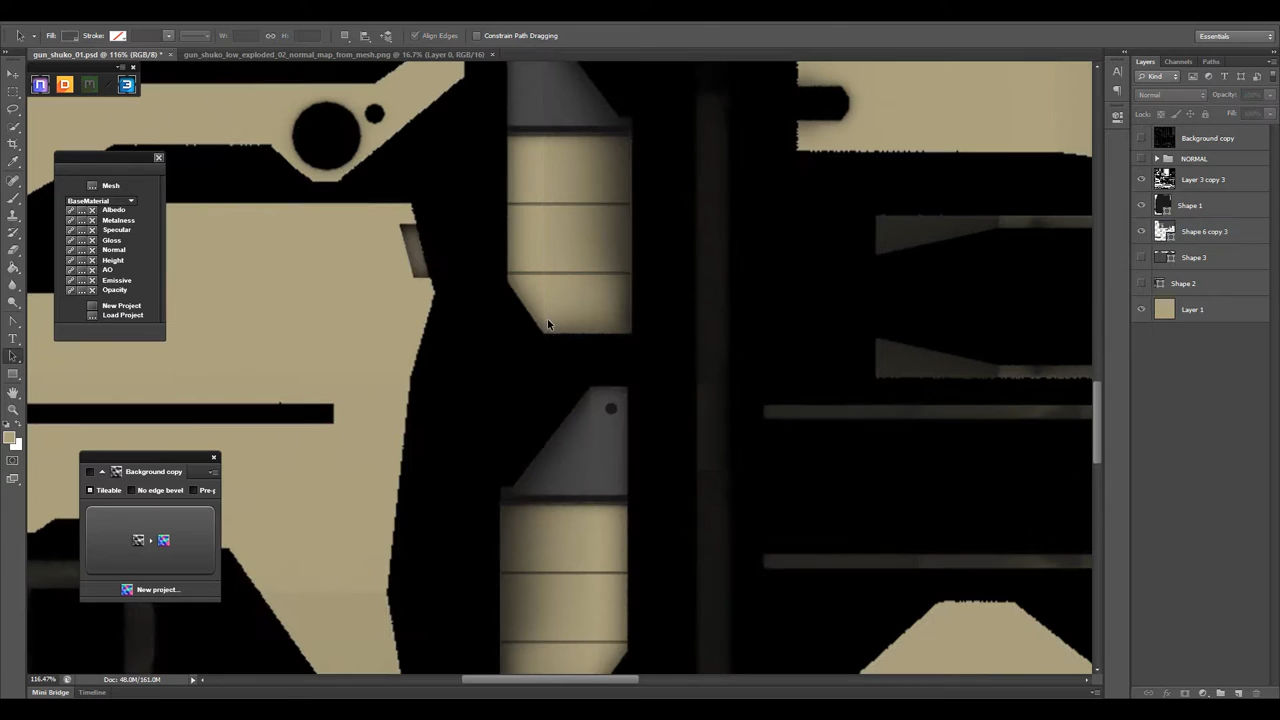 Fill: Stroke: W: H: Align Edges Constrain Path Dragging Essentials
gun_shuko_01.psd @ 116% (RGB/8) * × gun_shuko_low_exploded_02_normal_map_from_mesh.png @ 16.7% (Layer 0, RGB/16) ×
Layers Channels Paths
Kind
Normal Opacity:
Lock: Fill:
Background copy
NORMAL
Layer 3 copy 3
Shape 1
Shape 6 copy 3
Shape 3
Shape 2
Layer 1
Mesh
BaseMaterial
Albedo
Metalness
Specular
Gloss
Normal
Height
AO
Emissive
Opacity
New Project
Load Project
Background copy
Tileable No edge bevel Pre-
New project...
116.47% Doc: 48.0M/161.0M
Mini Bridge Timeline